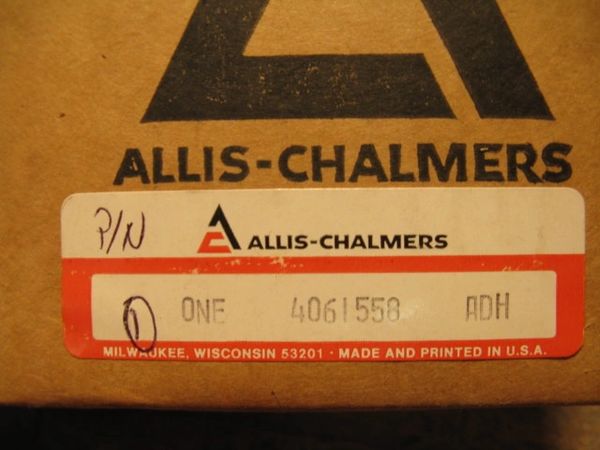 ALLIS-CHALMERS
P/N
ALLIS-CHALMERS
1 ONE 4061558 ADH
MILWAUKEE, WISCONSIN 53201 · MADE AND PRINTED IN U.S.A.